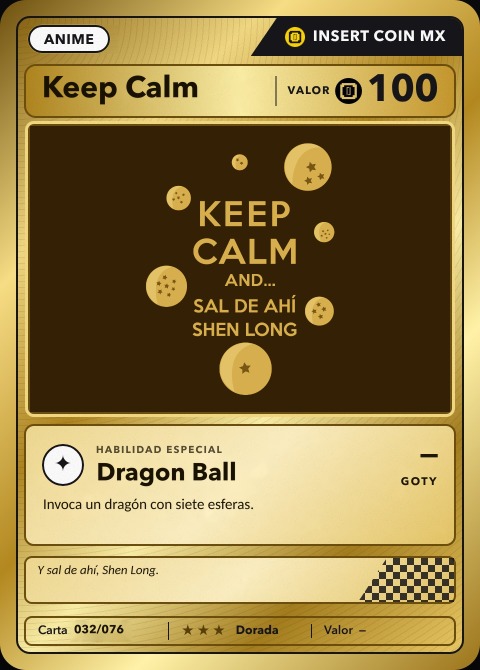 ANIME
INSERT COIN MX
Keep Calm
VALOR 100
KEEP
CALM
AND...
SAL DE AHÍ
SHEN LONG
HABILIDAD ESPECIAL
Dragon Ball
—
GOTY
Invoca un dragón con siete esferas.
Y sal de ahí, Shen Long.
Carta 032/076 ★★★ Dorada Valor —